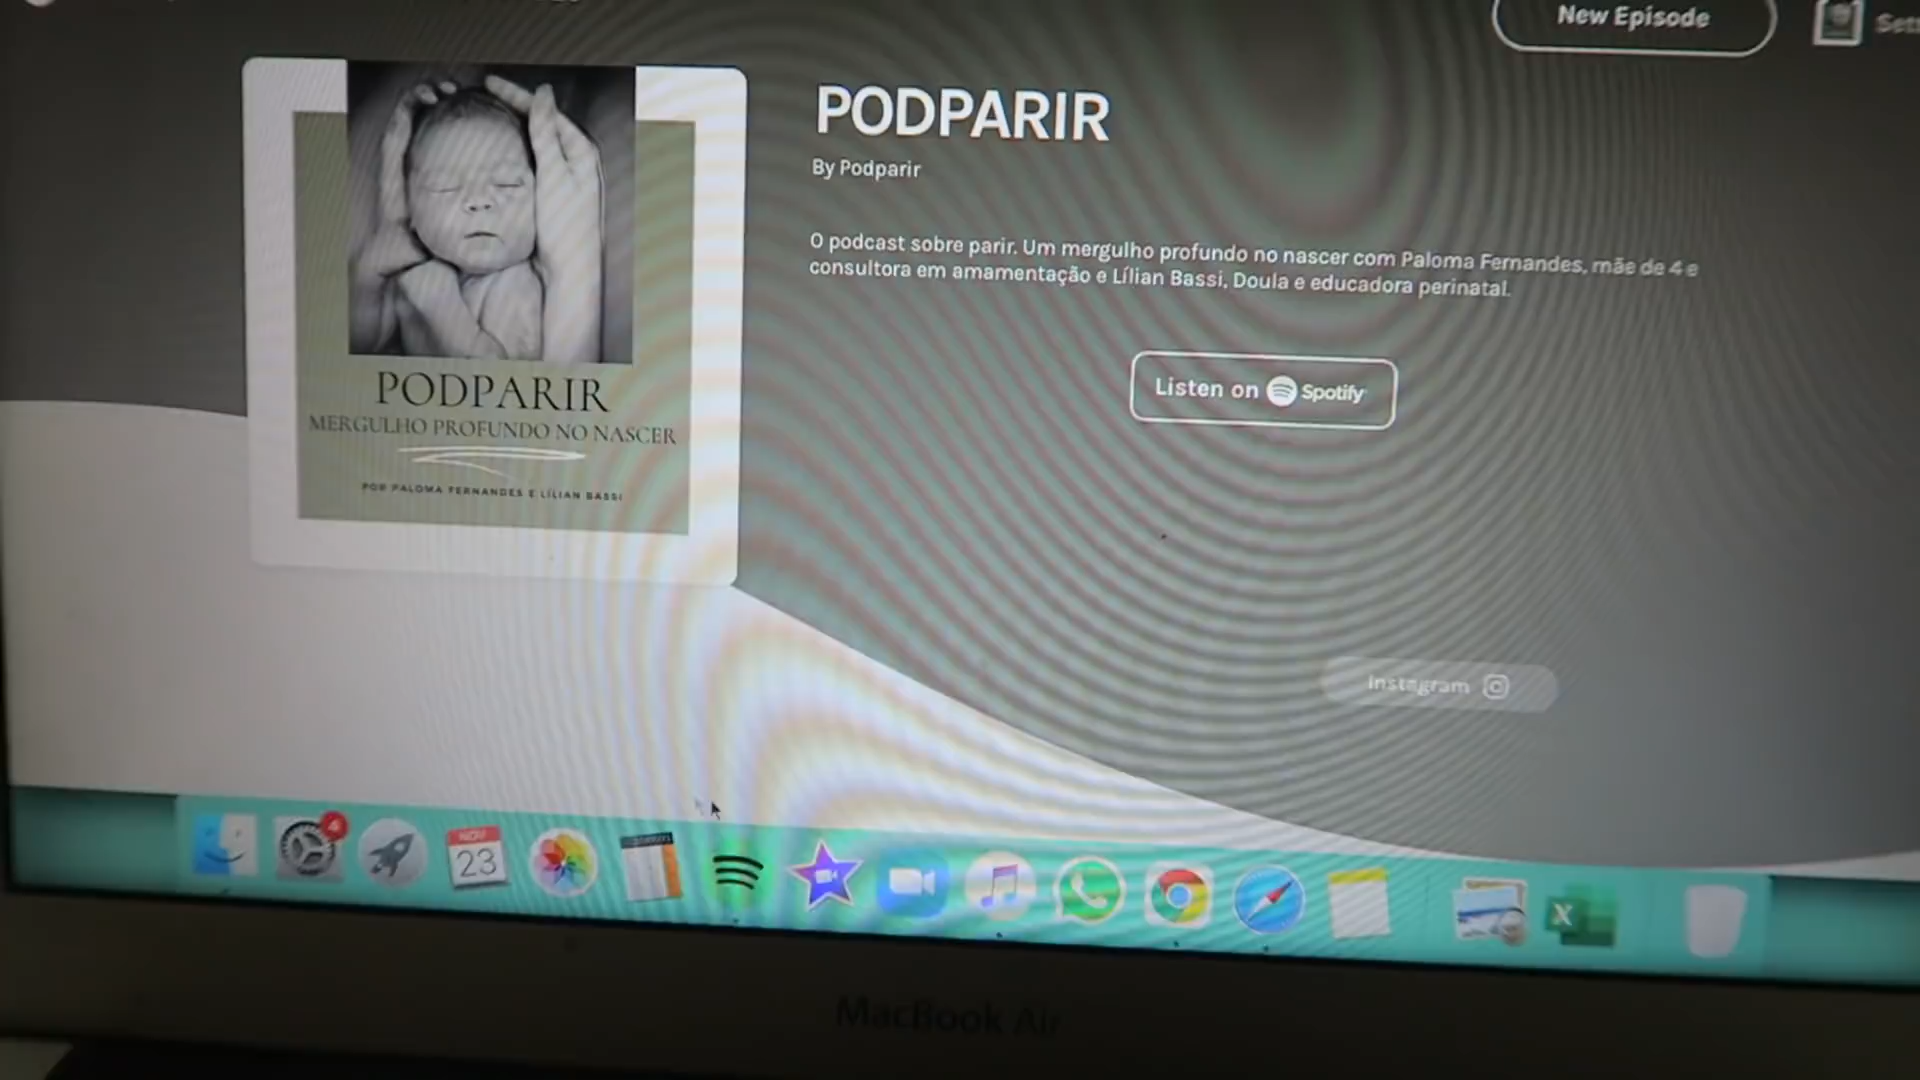 New Episode
PODPARIR
By Podparir
O podcast sobre parir. Um mergulho profundo no nascer com Paloma Fernandes, mãe de 4 e
consultora em amamentação e Lílian Bassi, Doula e educadora perinatal.
Listen on Spotify
PODPARIR
MERGULHO PROFUNDO NO NASCER
POR PALOMA FERNANDES E LÍLIAN BASSI
Instagram
4
NOV
23
X
MacBook Air